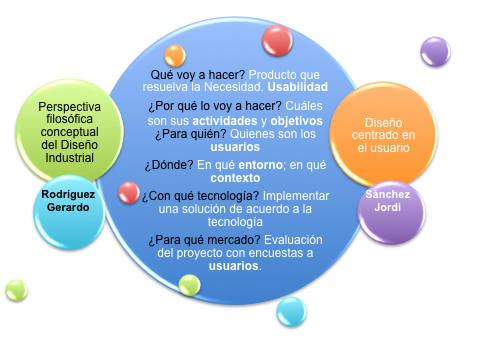 Qué voy a hacer? Producto que
resuelva la Necesidad. Usabilidad
¿Por qué lo voy a hacer? Cuáles
son sus actividades y objetivos
¿Para quién? Quienes son los
usuarios
¿Dónde? En qué entorno; en qué
contexto
¿Con qué tecnología? Implementar
una solución de acuerdo a la
tecnología
¿Para qué mercado? Evaluación
del proyecto con encuestas a
usuarios.
Perspectiva
filosófica
conceptual
del Diseño
Industrial
Rodríguez
Gerardo
Diseño
centrado en
el usuario
Sánchez
Jordi